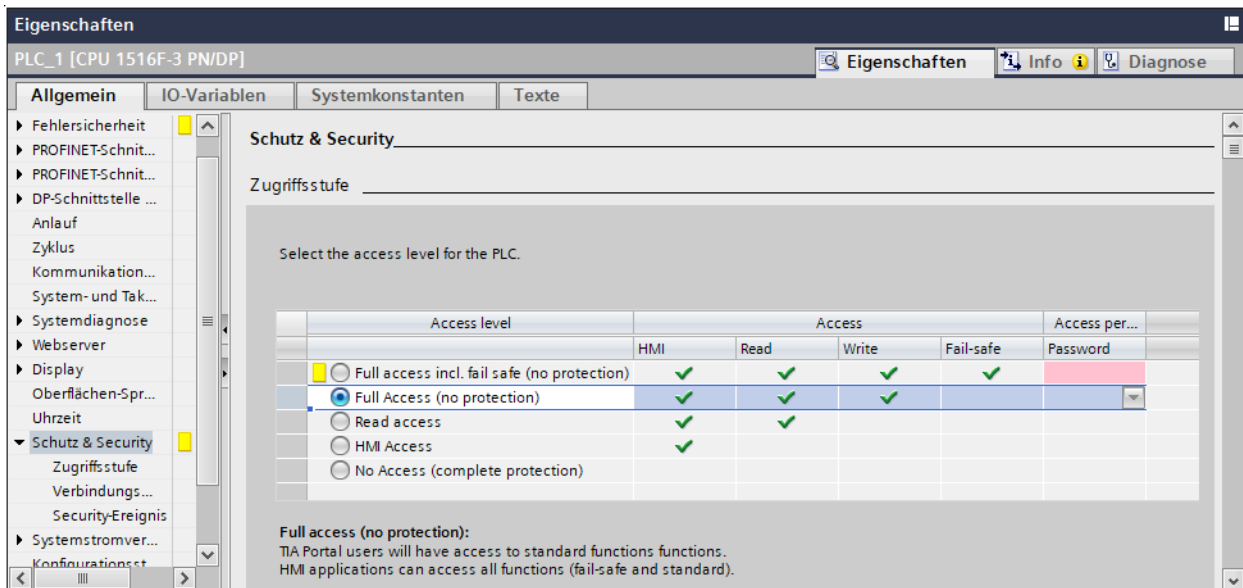 Eigenschaften
PLC_1 [CPU 1516F-3 PN/DP]
Eigenschaften
Info
Diagnose
Allgemein
IO-Variablen
Systemkonstanten
Texte
Fehlersicherheit
PROFINET-Schnit...
PROFINET-Schnit...
DP-Schnittstelle ...
Anlauf
Zyklus
Kommunikation...
System- und Tak...
Systemdiagnose
Webserver
Display
Oberflächen-Spr...
Uhrzeit
Schutz & Security
Zugriffsstufe
Verbindungs...
Security-Ereignis
Systemstromver...
Konfigurationsst
Schutz & Security
Zugriffsstufe
Select the access level for the PLC.
Access level Access Access per...
HMI Read Write Fail-safe Password
Full access incl. fail safe (no protection)
Full Access (no protection)
Read access
HMI Access
No Access (complete protection)
Full access (no protection):
TIA Portal users will have access to standard functions functions.
HMI applications can access all functions (fail-safe and standard).